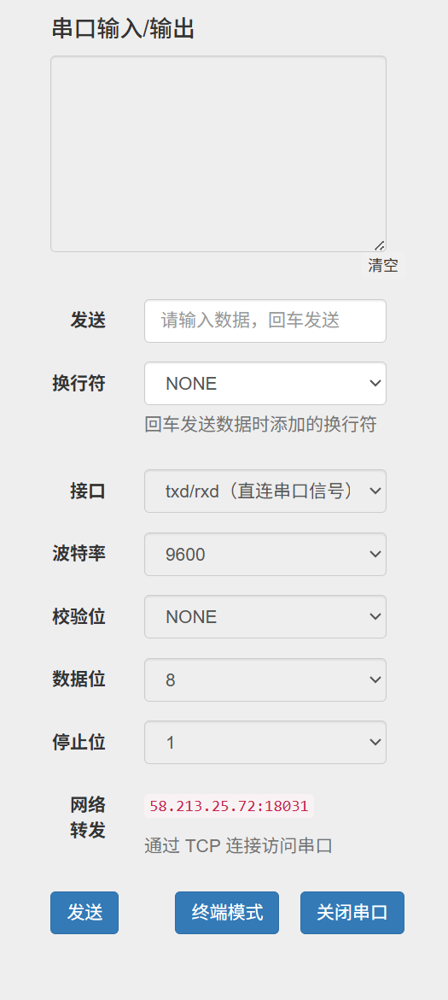 串口输入/输出
清空
发送
请输入数据，回车发送
换行符
NONE
回车发送数据时添加的换行符
接口
txd/rxd（直连串口信号）
波特率
9600
校验位
NONE
数据位
8
停止位
1
网络
转发
58.213.25.72:18031
通过 TCP 连接访问串口
发送
终端模式
关闭串口